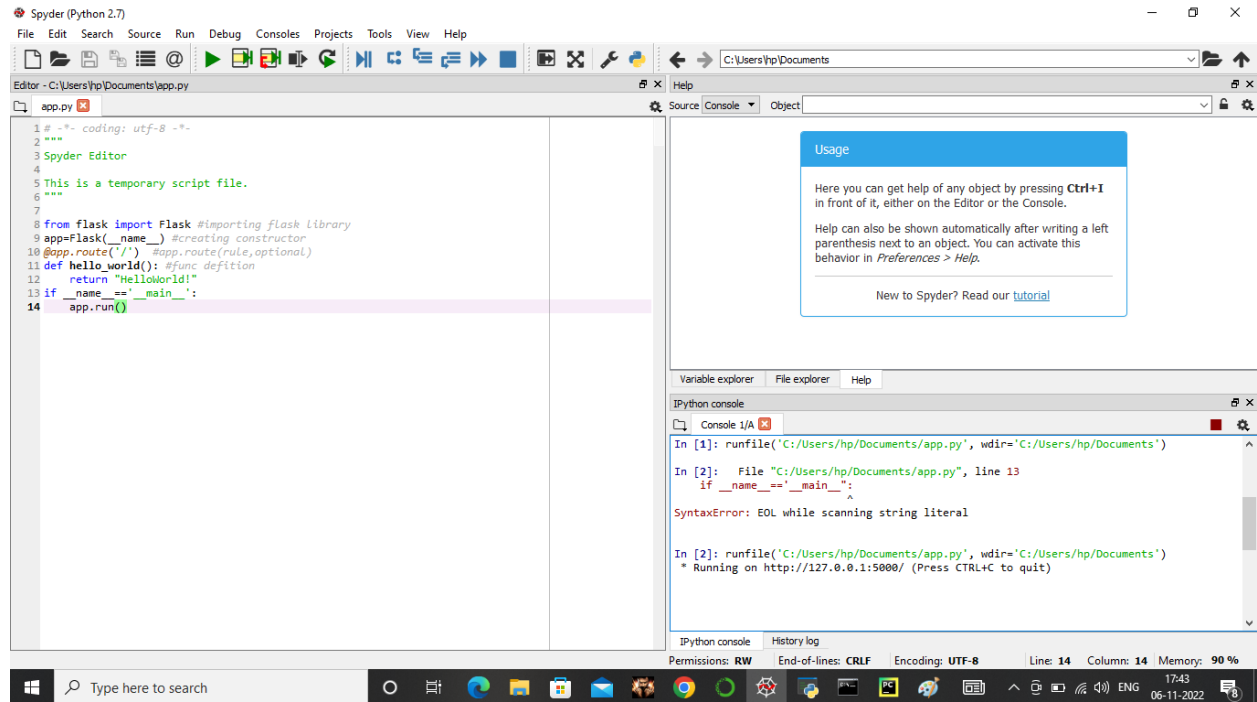 Spyder (Python 2.7)
File Edit Search Source Run Debug Consoles Projects Tools View Help
C:\Users\hp\Documents
Editor - C:\Users\hp\Documents\app.py
app.py
1 # -*- coding: utf-8 -*-
2 """
3 Spyder Editor
4
5 This is a temporary script file.
6 """
7
8 from flask import Flask #importing flask library
9 app=Flask(__name__) #creating constructor
10 @app.route('/')  #app.route(rule,optional)
11 def hello_world(): #func defition
12     return "HelloWorld!"
13 if __name__=='__main__':
14     app.run()
Help
Source Console Object
Usage
Here you can get help of any object by pressing Ctrl+I
in front of it, either on the Editor or the Console.
Help can also be shown automatically after writing a left
parenthesis next to an object. You can activate this
behavior in Preferences > Help.
New to Spyder? Read our tutorial
Variable explorer File explorer Help
IPython console
Console 1/A
In [1]: runfile('C:/Users/hp/Documents/app.py', wdir='C:/Users/hp/Documents')
In [2]:   File "C:/Users/hp/Documents/app.py", line 13
    if __name__=='__main__":
^
SyntaxError: EOL while scanning string literal
In [2]: runfile('C:/Users/hp/Documents/app.py', wdir='C:/Users/hp/Documents')
 * Running on http://127.0.0.1:5000/ (Press CTRL+C to quit)
IPython console History log
Permissions: RW End-of-lines: CRLF Encoding: UTF-8 Line: 14 Column: 14 Memory: 90 %
Type here to search
PC
ENG
17:43
06-11-2022
8